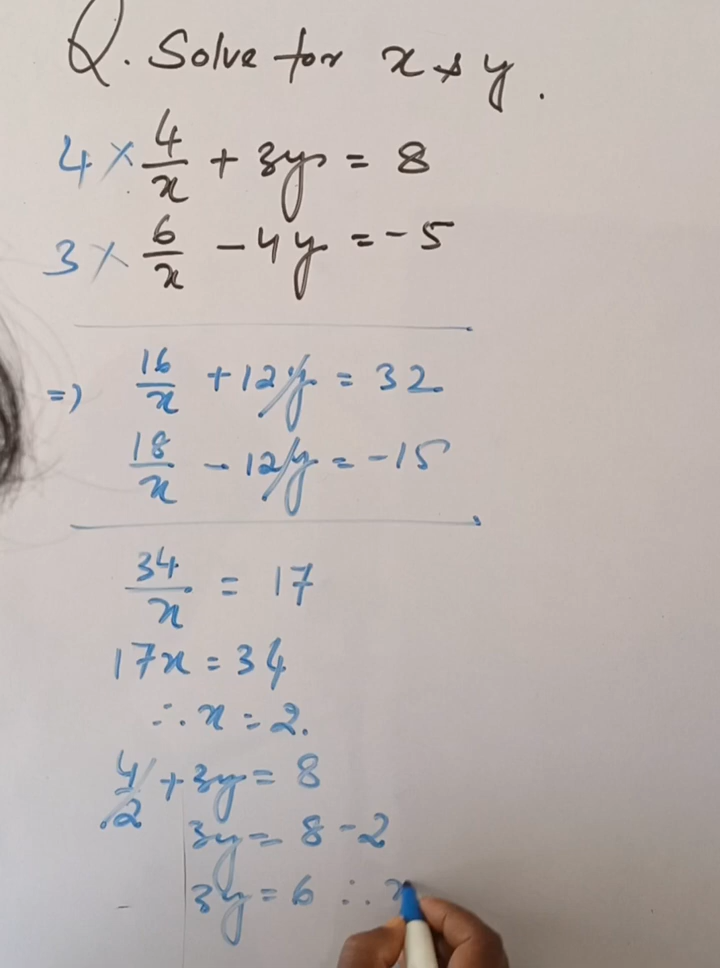 Q. Solve for x & y.
4 × 4/x + 3y = 8
3 × 6/x - 4y = -5
=) 16/x + 12y = 32
18/x - 12y = -15
34/x = 17
17x = 34
∴ x = 2.
4/2 + 3y = 8
3y = 8 - 2
3y = 6 ∴ x